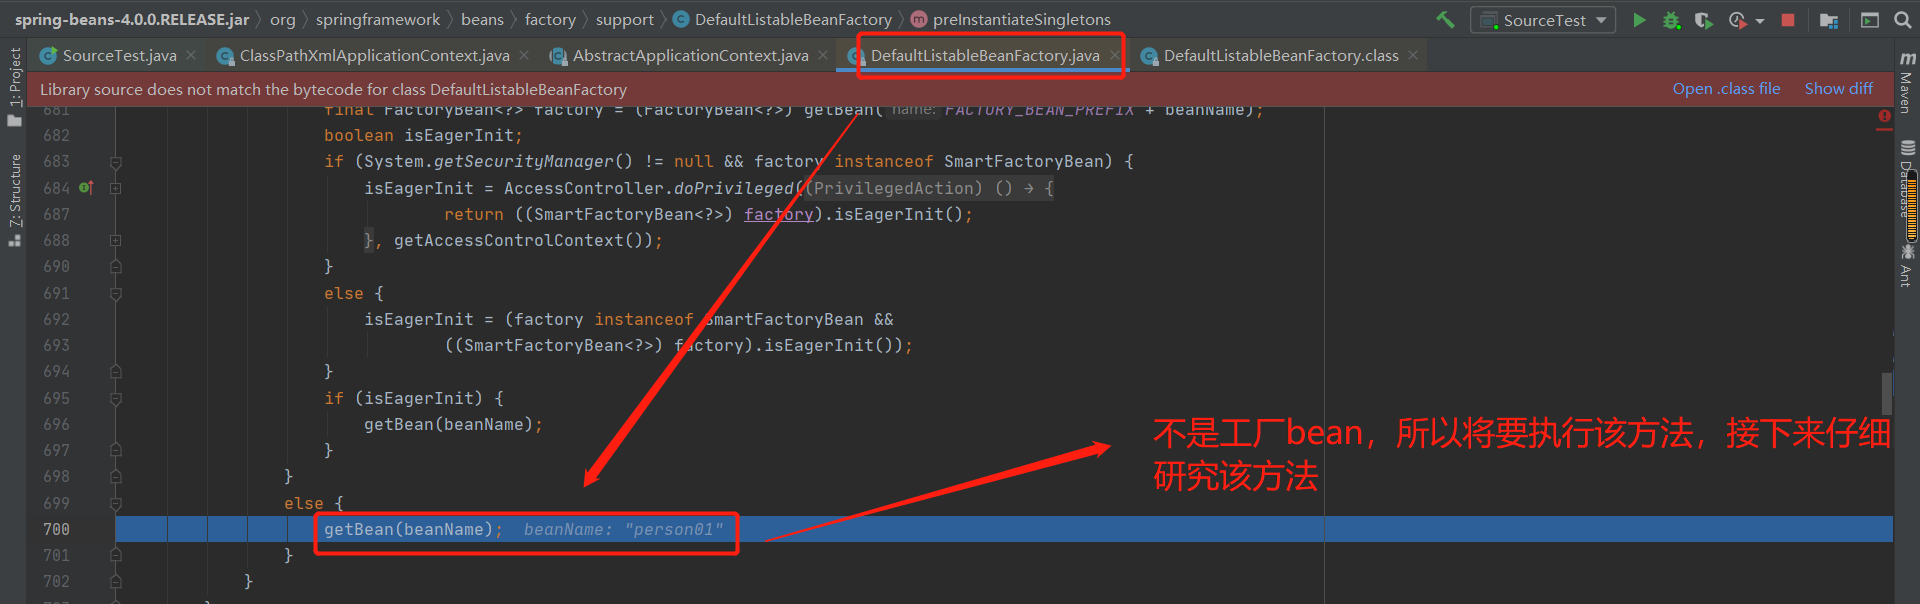 spring-beans-4.0.0.RELEASE.jar org springframework beans factory support DefaultListableBeanFactory preInstantiateSingletons SourceTest
1: Project
SourceTest.java ClassPathXmlApplicationContext.java AbstractApplicationContext.java DefaultListableBeanFactory.java DefaultListableBeanFactory.class
Library source does not match the bytecode for class DefaultListableBeanFactory Open .class file Show diff
681 final FactoryBean<?> factory = (FactoryBean<?>) getBean( name: FACTORY_BEAN_PREFIX + beanName);
682 boolean isEagerInit;
683 if (System.getSecurityManager() != null && factory instanceof SmartFactoryBean) {
684 isEagerInit = AccessController.doPrivileged((PrivilegedAction) () → {
687 return ((SmartFactoryBean<?>) factory).isEagerInit();
688 }, getAccessControlContext());
690 }
691 else {
692 isEagerInit = (factory instanceof SmartFactoryBean &&
693 ((SmartFactoryBean<?>) factory).isEagerInit());
694 }
695 if (isEagerInit) {
696 getBean(beanName);
697 }
698 }
699 else {
700 getBean(beanName); beanName: "person01"
701 }
702 }
不是工厂bean，所以将要执行该方法，接下来仔细
研究该方法
Z: Structure
m Maven
Database
Ant